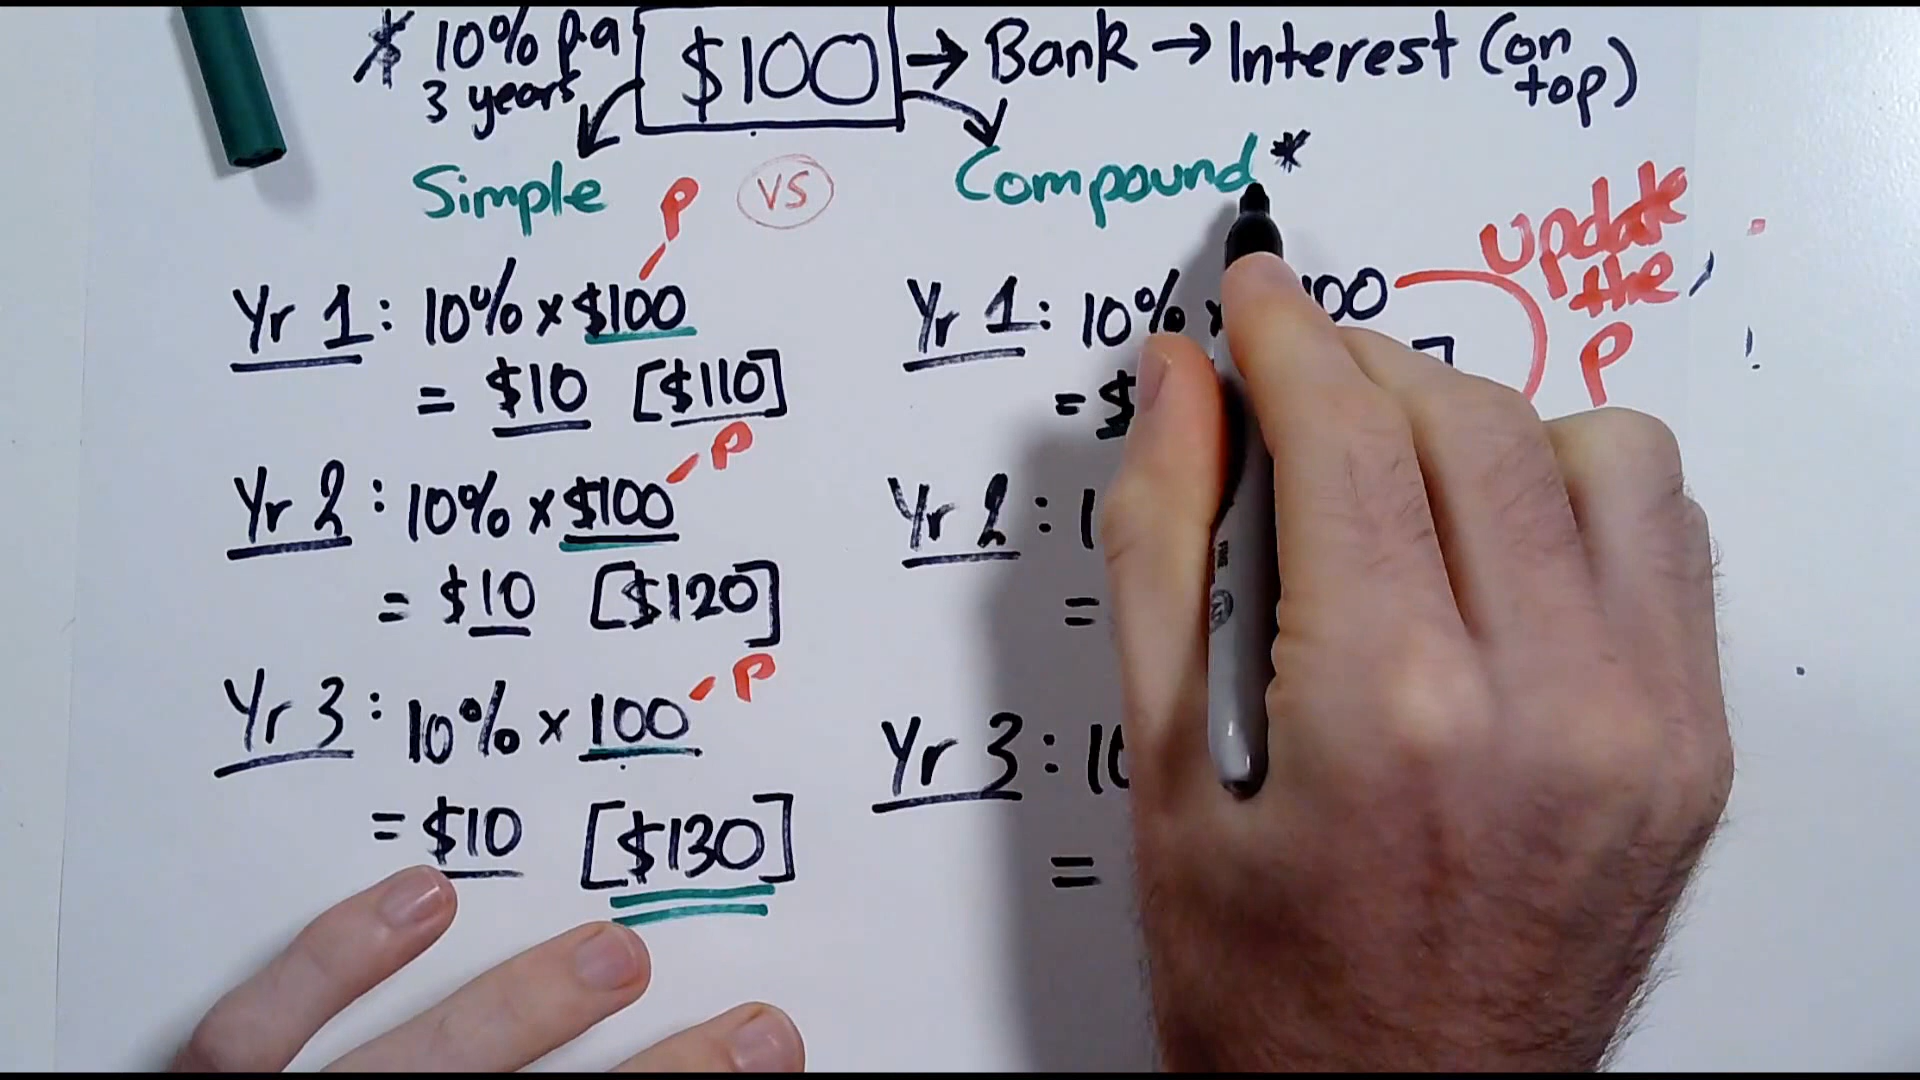 * 10% p.a $100 → Bank → Interest (on top)
3 years
Simple P VS Compound*
update the P
Yr 1: 10% × $100
= $10 [$110]
P
Yr 2: 10% × $100
= $10 [$120]
P
Yr 3: 10% × 100
= $10 [$130]
Yr 1: 10% 100
= $
Yr 2:
=
Yr 3: 10
=